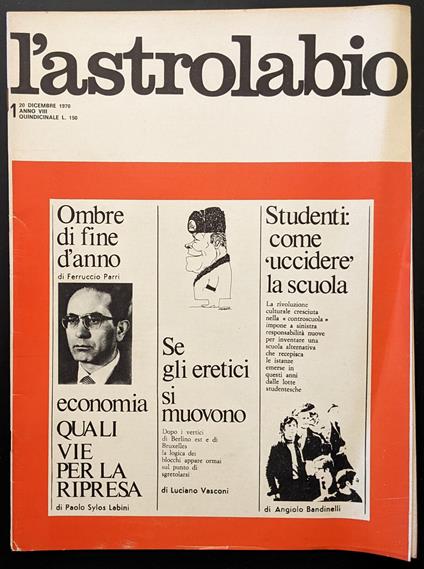 l'astrolabio
1
20 DICEMBRE 1970
ANNO VIII
QUINDICINALE L. 150
Ombre
di fine
d'anno
di Ferruccio Parri
economia
QUALI
VIE
PER LA
RIPRESA
di Paolo Sylos Labini
Se
gli eretici
si
muovono
Dopo i vertici
di Berlino est e di
Bruxelles
la logica dei
blocchi appare ormai
sul punto di
sgretolarsi
di Luciano Vasconi
Studenti:
come
'uccidere'
la scuola
La rivoluzione
culturale cresciuta
nella « controscuola »
impone a sinistra
responsabilità nuove
per inventare una
scuola alternativa
che recepisca
le istanze
emerse in
questi anni
dalle lotte
studentesche
di Angiolo Bandinelli